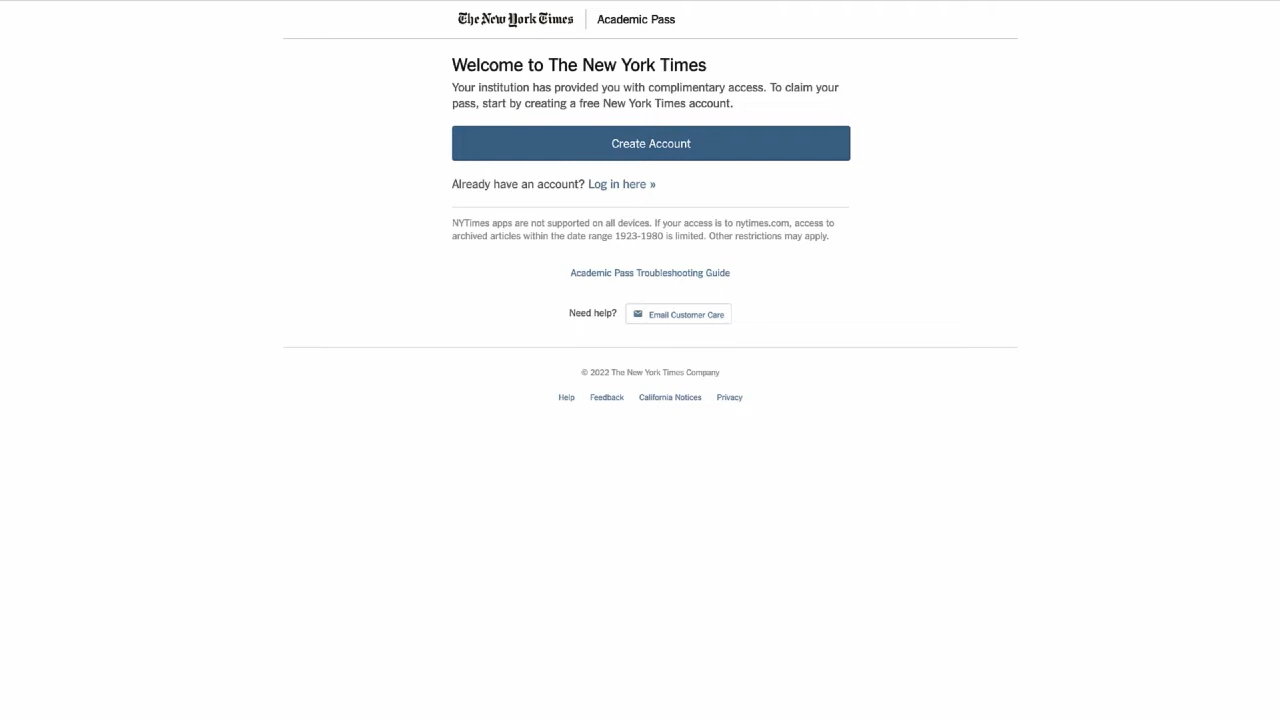 The New York Times Academic Pass
Welcome to The New York Times
Your institution has provided you with complimentary access. To claim your
pass, start by creating a free New York Times account.
Create Account
Already have an account? Log in here »
NYTimes apps are not supported on all devices. If your access is to nytimes.com, access to
archived articles within the date range 1923-1980 is limited. Other restrictions may apply.
Academic Pass Troubleshooting Guide
Need help? Email Customer Care
© 2022 The New York Times Company
Help Feedback California Notices Privacy